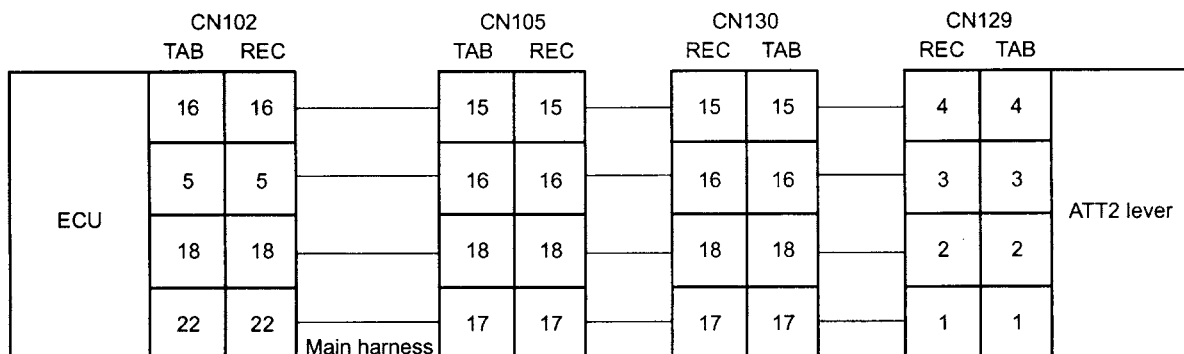 CN102 CN105 CN130 CN129
TAB REC TAB REC REC TAB REC TAB
16 16 15 15 15 15 4 4
5 5 16 16 16 16 3 3
ECU ATT2 lever
18 18 18 18 18 18 2 2
22 22 17 17 17 17 1 1
Main harness